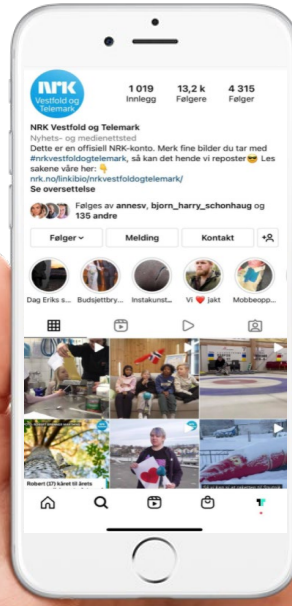 NRK
Vestfold og
Telemark
1 019
13,2 k
4 315
Innlegg
Følgere
Følger
NRK Vestfold og Telemark
Nyhets- og medienettsted
Dette er en offisiell NRK-konto. Merk fine bilder du tar med
#nrkvestfoldogtelemark, så kan det hende vi reposter😎 Les
sakene våre her: 👇
nrk.no/linkibio/nrkvestfoldogtelemark/
Se oversettelse
Følges av annesv, bjorn_harry_schonhaug og
135 andre
Følger
Melding
Kontakt
Dag Eriks s...
Budsjettbry...
Instakunst...
Vi ❤️ jakt
Mobbeopp...
Robert (37) kåret til årets